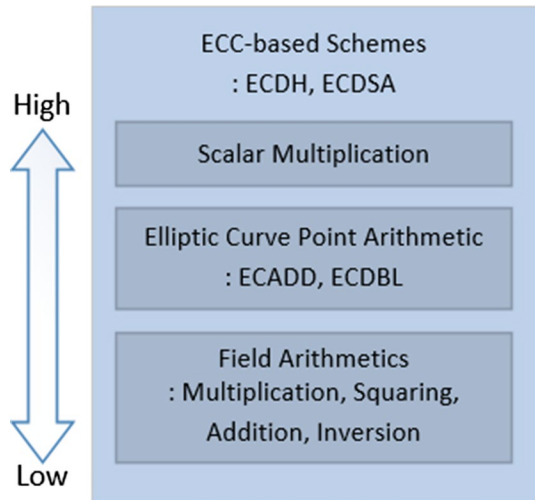 ECC-based Schemes
: ECDH, ECDSA
High
Scalar Multiplication
Elliptic Curve Point Arithmetic
: ECADD, ECDBL
Field Arithmetics
: Multiplication, Squaring,
Addition, Inversion
Low